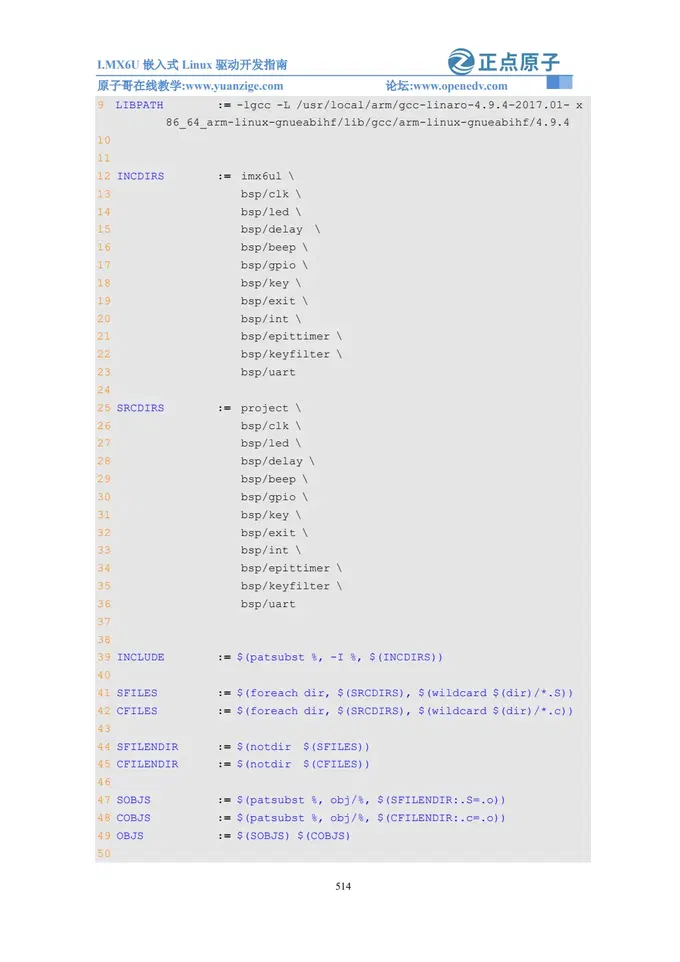 I.MX6U 嵌入式 Linux 驱动开发指南
正点原子
原子哥在线教学:www.yuanzige.com 论坛:www.openedv.com
9 LIBPATH := -lgcc -L /usr/local/arm/gcc-linaro-4.9.4-2017.01- x
86_64_arm-linux-gnueabihf/lib/gcc/arm-linux-gnueabihf/4.9.4
10
11
12 INCDIRS := imx6ul \
13 bsp/clk \
14 bsp/led \
15 bsp/delay \
16 bsp/beep \
17 bsp/gpio \
18 bsp/key \
19 bsp/exit \
20 bsp/int \
21 bsp/epittimer \
22 bsp/keyfilter \
23 bsp/uart
24
25 SRCDIRS := project \
26 bsp/clk \
27 bsp/led \
28 bsp/delay \
29 bsp/beep \
30 bsp/gpio \
31 bsp/key \
32 bsp/exit \
33 bsp/int \
34 bsp/epittimer \
35 bsp/keyfilter \
36 bsp/uart
37
38
39 INCLUDE := $(patsubst %, -I %, $(INCDIRS))
40
41 SFILES := $(foreach dir, $(SRCDIRS), $(wildcard $(dir)/*.S))
42 CFILES := $(foreach dir, $(SRCDIRS), $(wildcard $(dir)/*.c))
43
44 SFILENDIR := $(notdir $(SFILES))
45 CFILENDIR := $(notdir $(CFILES))
46
47 SOBJS := $(patsubst %, obj/%, $(SFILENDIR:.S=.o))
48 COBJS := $(patsubst %, obj/%, $(CFILENDIR:.c=.o))
49 OBJS := $(SOBJS) $(COBJS)
50
514